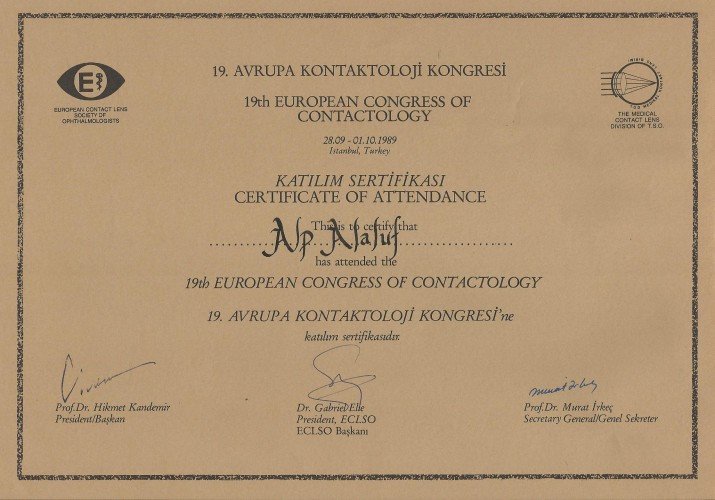 19. AVRUPA KONTAKTOLOJİ KONGRESİ
19th EUROPEAN CONGRESS OF
CONTACTOLOGY
28.09 - 01.10.1989
Istanbul, Turkey
E
EUROPEAN CONTACT LENS
SOCIETY OF
OPHTHALMOLOGISTS
THE MEDICAL
CONTACT LENS
DIVISION OF T.S.O.
KATILIM SERTİFİKASI
CERTIFICATE OF ATTENDANCE
This is to certify that
Alp Alaluf
has attended the
19th EUROPEAN CONGRESS OF CONTACTOLOGY
19. AVRUPA KONTAKTOLOJİ KONGRESİ'ne
katılım sertifikasıdır.
Prof.Dr. Hikmet Kandemir
President/Başkan
Dr. Gabriel/Elie
President, ECLSO
ECLSO Başkanı
Murat İrkeç
Prof.Dr. Murat İrkeç
Secretary General/Genel Sekreter